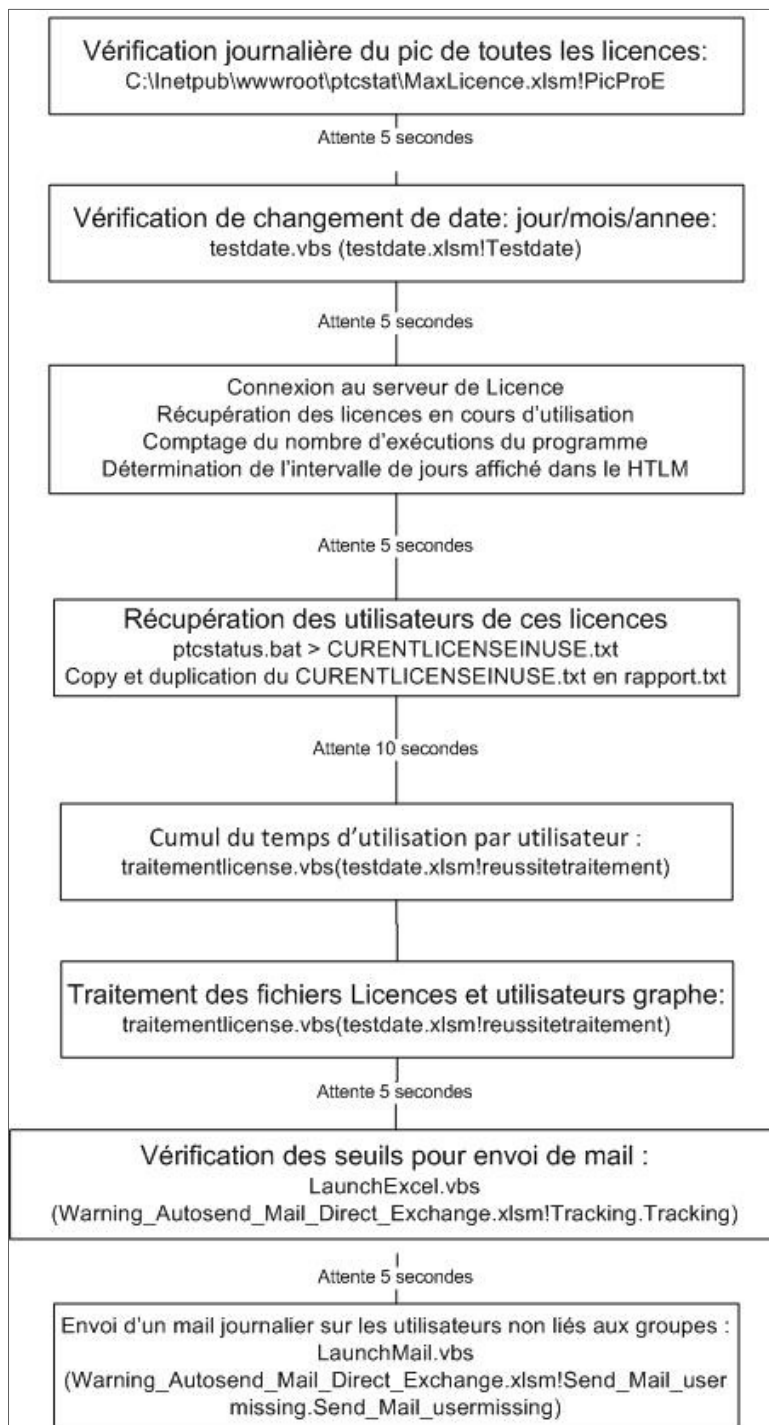 Vérification journalière du pic de toutes les licences:
C:\Inetpub\wwwroot\ptcstat\MaxLicence.xlsm!PicProE
Attente 5 secondes
Vérification de changement de date: jour/mois/annee:
testdate.vbs (testdate.xlsm!Testdate)
Attente 5 secondes
Connexion au serveur de Licence
Récupération des licences en cours d'utilisation
Comptage du nombre d'exécutions du programme
Détermination de l'intervalle de jours affiché dans le HTLM
Attente 5 secondes
Récupération des utilisateurs de ces licences
ptcstatus.bat > CURENTLICENSEINUSE.txt
Copy et duplication du CURENTLICENSEINUSE.txt en rapport.txt
Attente 10 secondes
Cumul du temps d'utilisation par utilisateur :
traitementlicense.vbs(testdate.xlsm!reussitetraitement)
Traitement des fichiers Licences et utilisateurs graphe:
traitementlicense.vbs(testdate.xlsm!reussitetraitement)
Attente 5 secondes
Vérification des seuils pour envoi de mail :
LaunchExcel.vbs
(Warning_Autosend_Mail_Direct_Exchange.xlsm!Tracking.Tracking)
Attente 5 secondes
Envoi d'un mail journalier sur les utilisateurs non liés aux groupes :
LaunchMail.vbs
(Warning_Autosend_Mail_Direct_Exchange.xlsm!Send_Mail_user
missing.Send_Mail_usermissing)